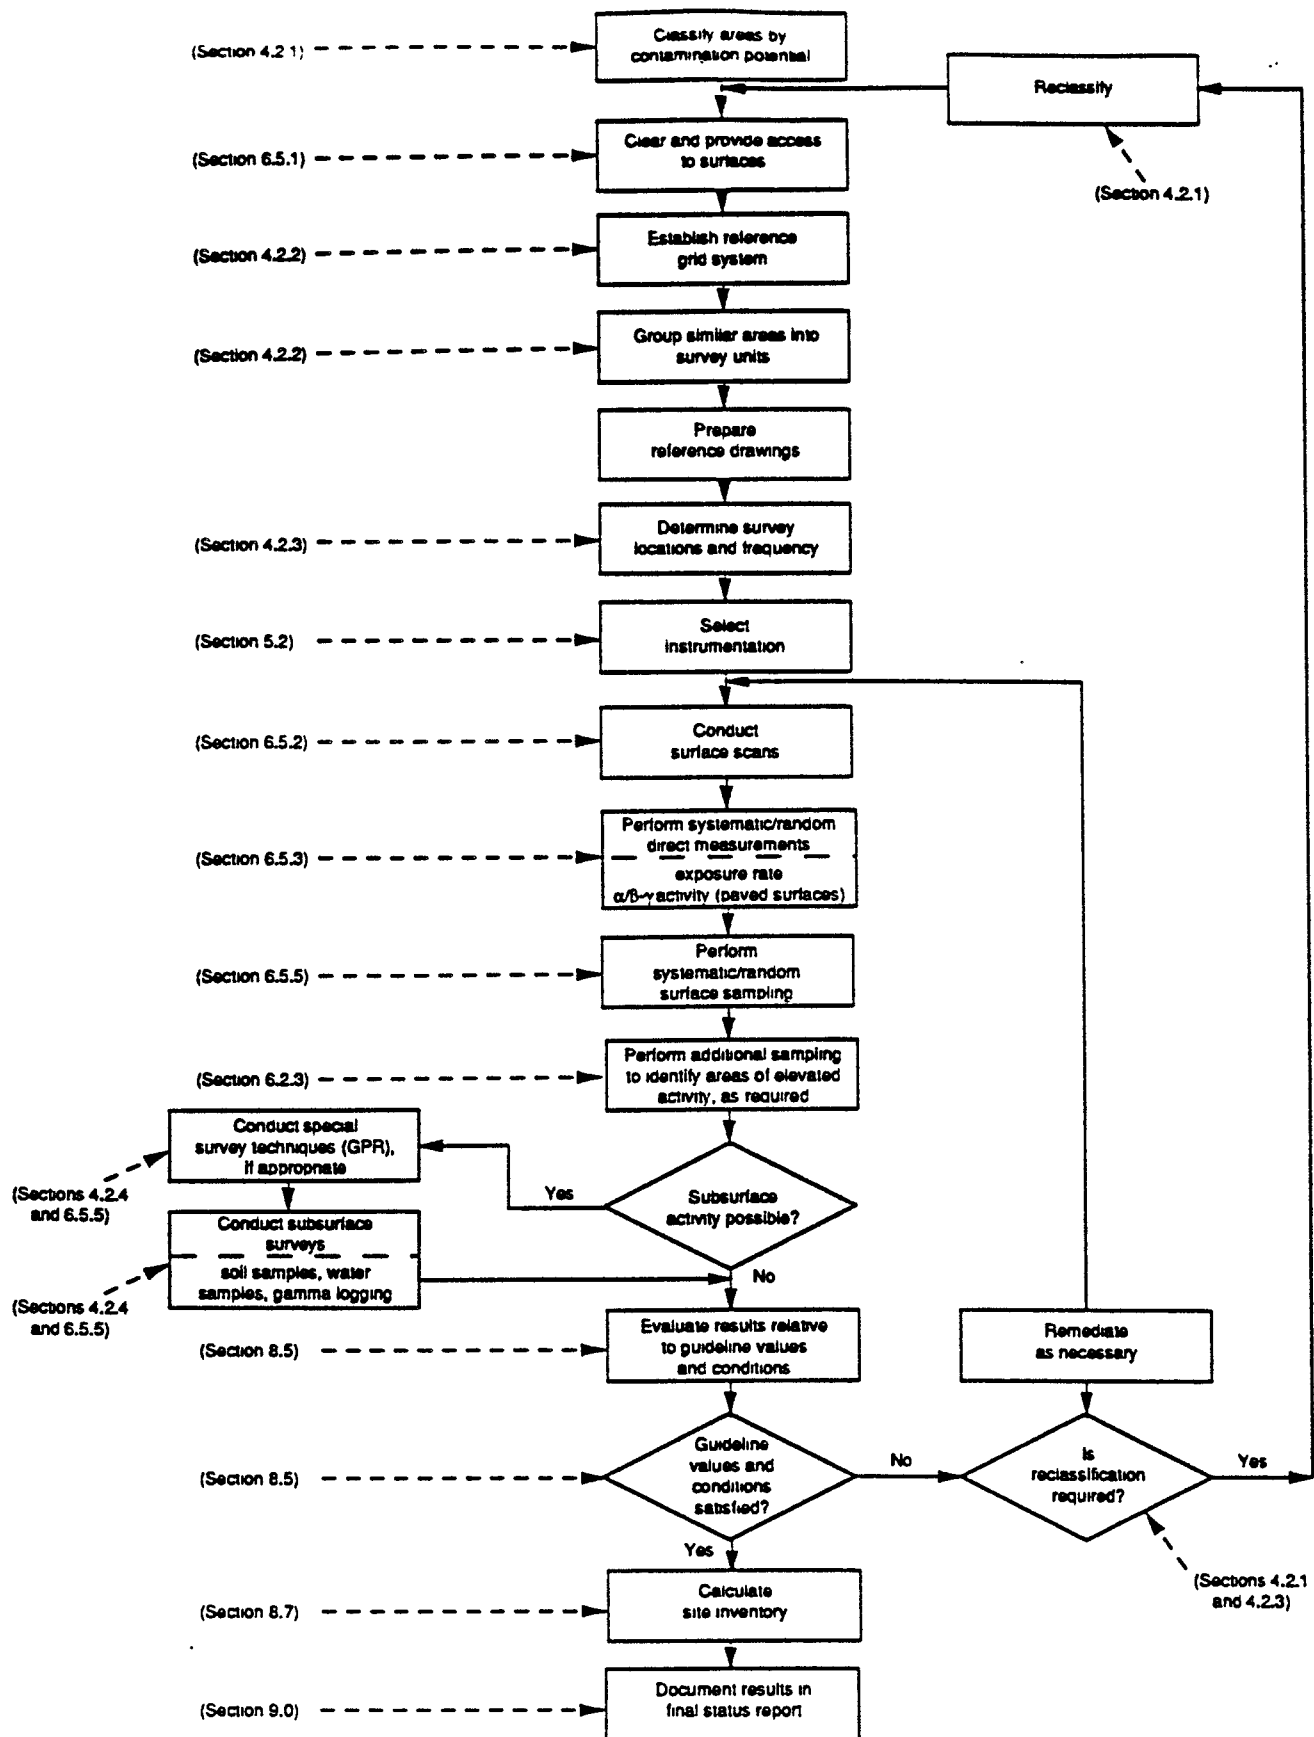 Classify areas by
contamination potential
(Section 4.2.1)
Reclassify
(Section 4.2.1)
Clear and provide access
to surfaces
(Section 6.5.1)
Establish reference
grid system
(Section 4.2.2)
Group similar areas into
survey units
(Section 4.2.2)
Prepare
reference drawings
Determine survey
locations and frequency
(Section 4.2.3)
Select
instrumentation
(Section 5.2)
Conduct
surface scans
(Section 6.5.2)
Perform systematic/random
direct measurements
exposure rate
α/β-γ activity (paved surfaces)
(Section 6.5.3)
Perform
systematic/random
surface sampling
(Section 6.5.5)
Perform additional sampling
to identify areas of elevated
activity, as required
(Section 6.2.3)
Conduct special
survey techniques (GPR),
if appropriate
(Sections 4.2.4
and 6.5.5)
Yes
Subsurface
activity possible?
No
Conduct subsurface
surveys
soil samples, water
samples, gamma logging
(Sections 4.2.4
and 6.5.5)
Evaluate results relative
to guideline values
and conditions
(Section 8.5)
Remediate
as necessary
Guideline
values and
conditions
satisfied?
(Section 8.5)
No
Is
reclassification
required?
Yes
(Sections 4.2.1
and 4.2.3)
Yes
Calculate
site inventory
(Section 8.7)
Document results in
final status report
(Section 9.0)